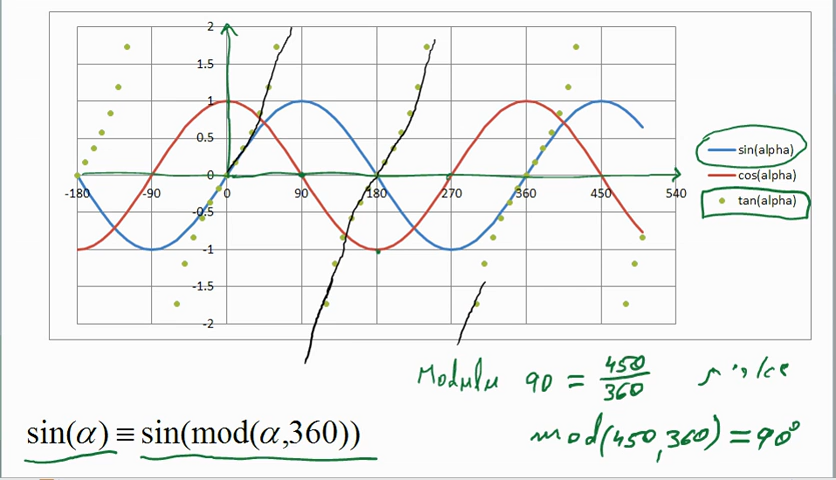 2
1.5
1
0.5
0
-0.5
-1
-1.5
-2
-180 -90 0 90 180 270 360 450 540
sin(alpha)
cos(alpha)
tan(alpha)
Modulu 90 = 450/360
mod(450,360)=90°
sin(α) ≡ sin(mod(α,360))